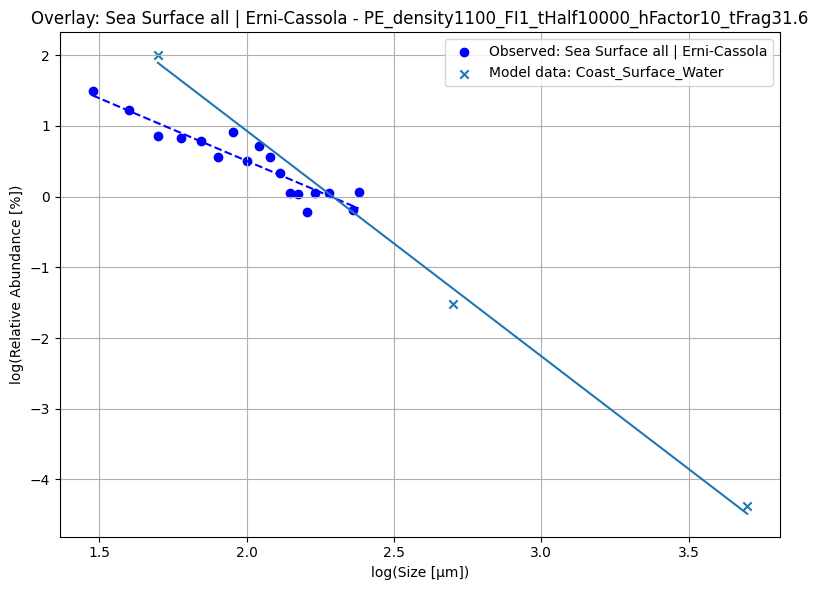 Overlay: Sea Surface all | Erni-Cassola - PE_density1100_FI1_tHalf10000_hFactor10_tFrag31.6
Observed: Sea Surface all | Erni-Cassola
Model data: Coast_Surface_Water
log(Relative Abundance [%])
2
1
0
−1
−2
−3
−4
1.5
2.0
2.5
3.0
3.5
log(Size [μm])